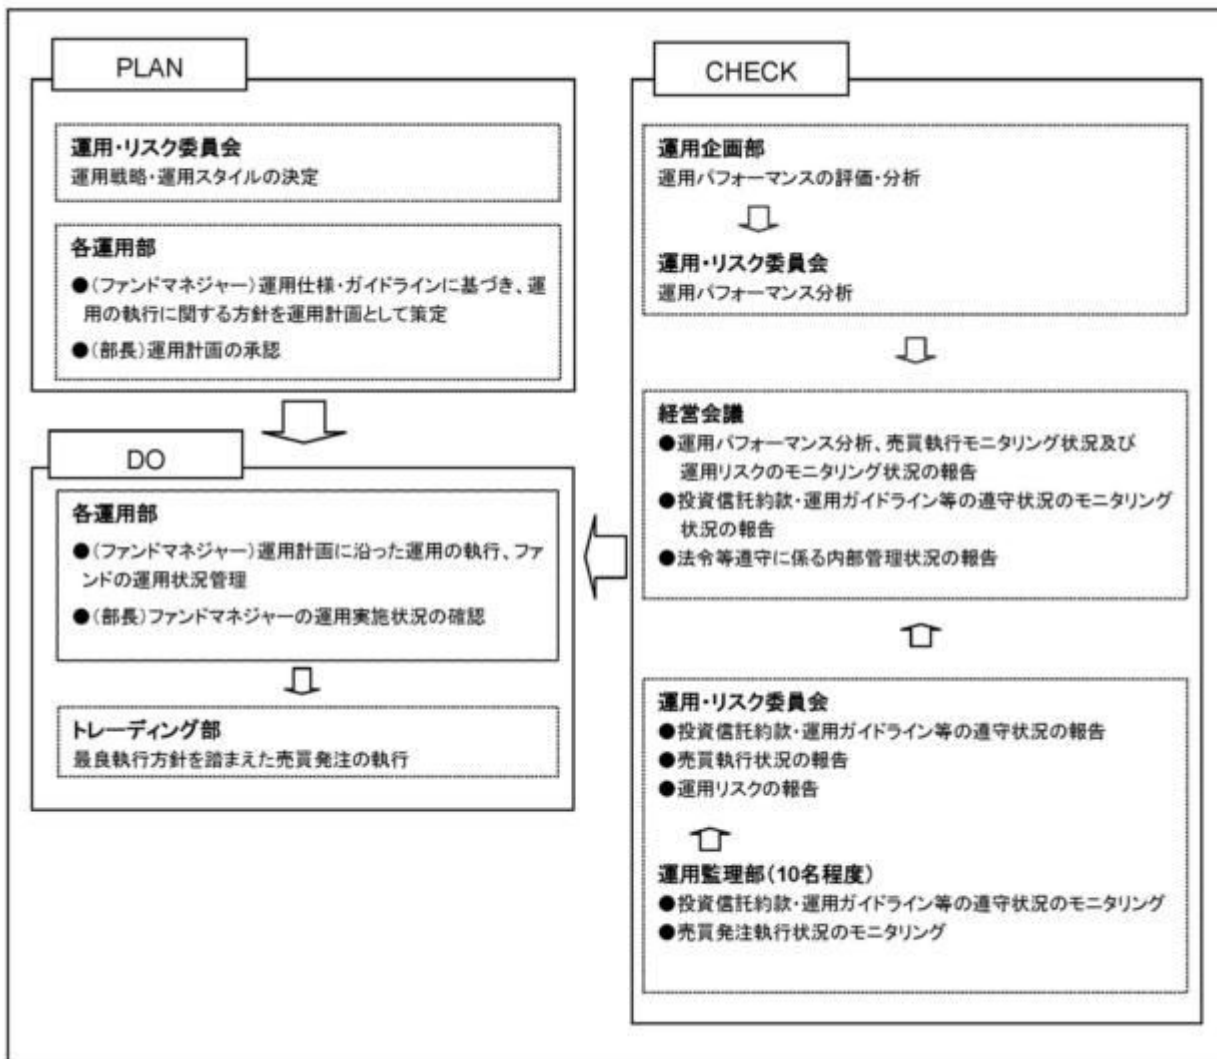 PLAN
運用・リスク委員会
運用戦略・運用スタイルの決定
各運用部
●(ファンドマネジャー)運用仕様・ガイドラインに基づき、運
用の執行に関する方針を運用計画として策定
●(部長)運用計画の承認
DO
各運用部
●(ファンドマネジャー)運用計画に沿った運用の執行、ファ
ンドの運用状況管理
●(部長)ファンドマネジャーの運用実施状況の確認
トレーディング部
最良執行方針を踏まえた売買発注の執行
CHECK
運用企画部
運用パフォーマンスの評価・分析
運用・リスク委員会
運用パフォーマンス分析
経営会議
●運用パフォーマンス分析、売買執行モニタリング状況及び
運用リスクのモニタリング状況の報告
●投資信託約款・運用ガイドライン等の遵守状況のモニタリング
状況の報告
●法令等遵守に係る内部管理状況の報告
運用・リスク委員会
●投資信託約款・運用ガイドライン等の遵守状況の報告
●売買執行状況の報告
●運用リスクの報告
運用監理部(10名程度)
●投資信託約款・運用ガイドライン等の遵守状況のモニタリング
●売買発注執行状況のモニタリング